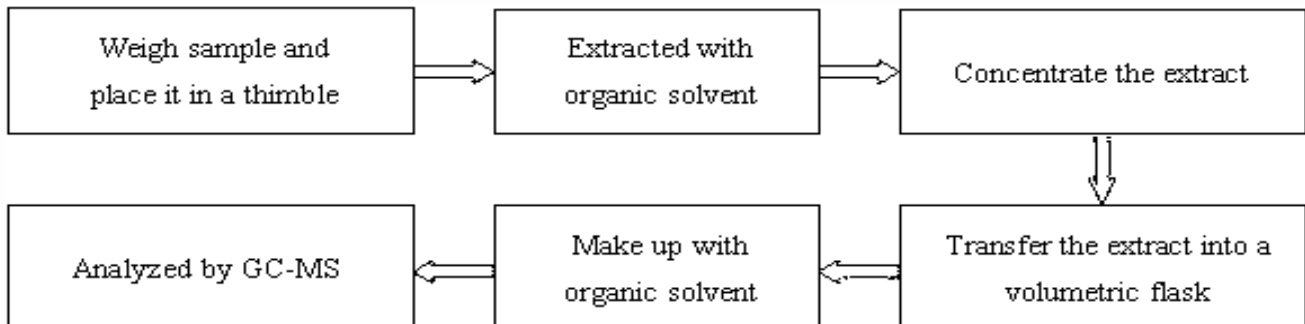 Weigh sample and
place it in a thimble
Extracted with
organic solvent
Concentrate the extract
Transfer the extract into a
volumetric flask
Make up with
organic solvent
Analyzed by GC-MS